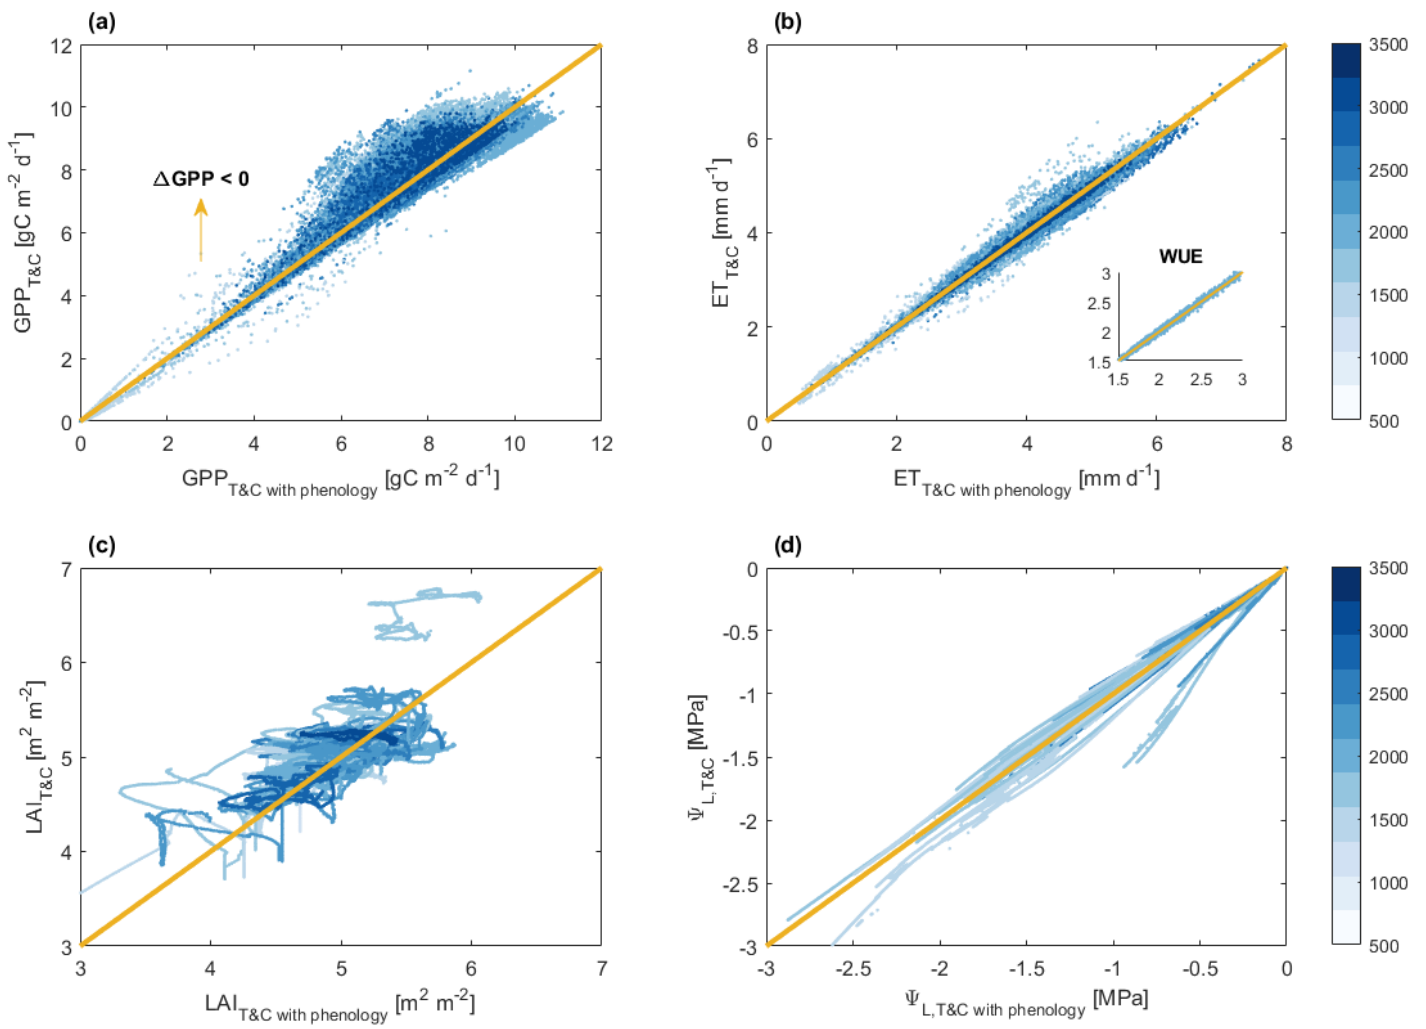 (a)
12
10
8
6
4
2
0
0 2 4 6 8 10 12
GPP_T&C [gC m^-2 d^-1]
ΔGPP < 0
GPP_T&C with phenology [gC m^-2 d^-1]
(b)
8
6
4
2
0
0 2 4 6 8
ET_T&C [mm d^-1]
WUE
3
2.5
2
1.5
1.5 2 2.5 3
ET_T&C with phenology [mm d^-1]
3500
3000
2500
2000
1500
1000
500
(c)
7
6
5
4
3
3 4 5 6 7
LAI_T&C [m^2 m^-2]
LAI_T&C with phenology [m^2 m^-2]
(d)
0
-0.5
-1
-1.5
-2
-2.5
-3
-3 -2.5 -2 -1.5 -1 -0.5 0
Ψ_L,T&C [MPa]
Ψ_L,T&C with phenology [MPa]
3500
3000
2500
2000
1500
1000
500